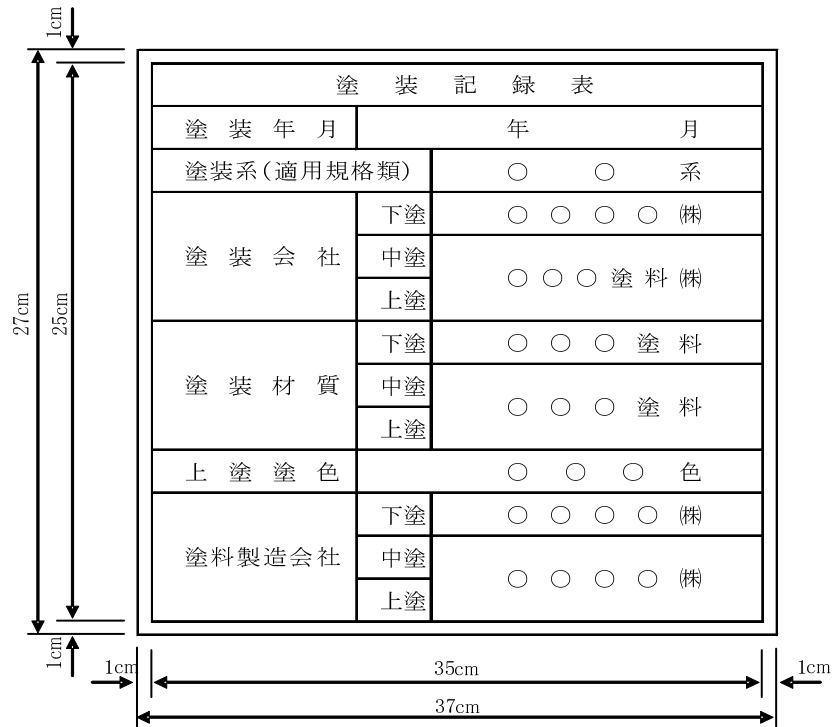 1cm
27cm
25cm
1cm
塗装記録表
塗装年月 年 月
塗装系(適用規格類) ○ ○ 系
塗装会社
下塗 ○○○○㈱
中塗
上塗
○○○塗料㈱
塗装材質
下塗 ○○○塗料
中塗
上塗
○○○塗料
上塗塗色 ○○○色
塗料製造会社
下塗 ○○○○㈱
中塗
上塗
○○○○㈱
1cm 35cm 1cm
37cm